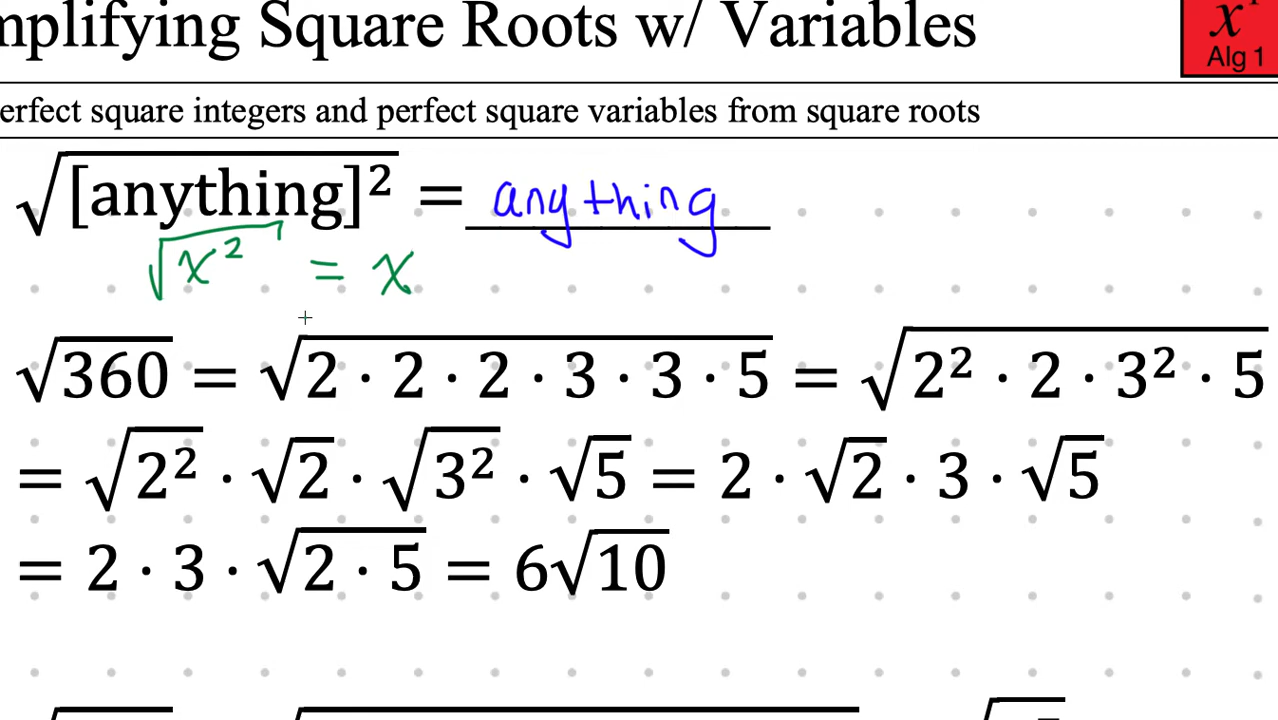 mplifying Square Roots w/ Variables
x
Alg 1
erfect square integers and perfect square variables from square roots
√[anything]² = anything
√x² = x
√360 = √2 · 2 · 2 · 3 · 3 · 5 = √2² · 2 · 3² · 5
= √2² · √2 · √3² · √5 = 2 · √2 · 3 · √5
= 2 · 3 · √2 · 5 = 6√10